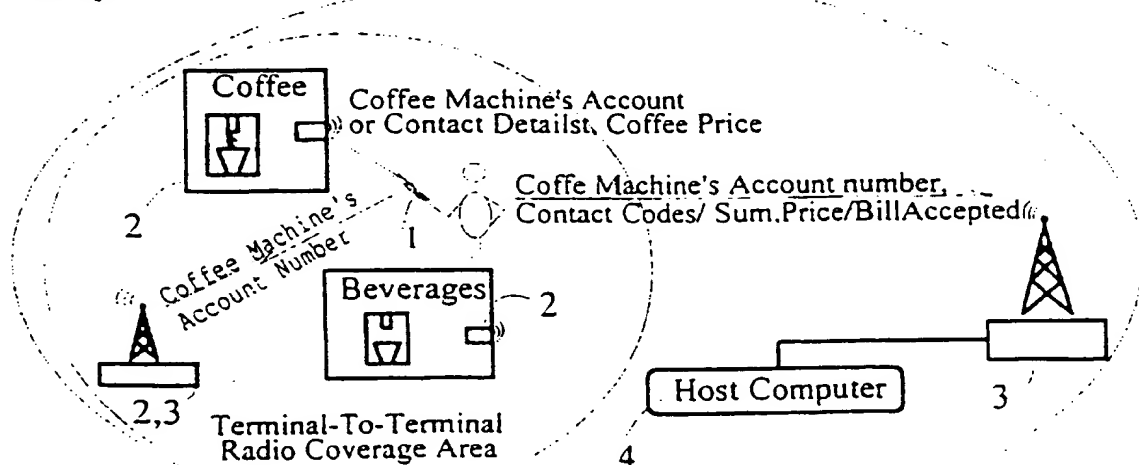 Coffee
Coffee Machine's Account
or Contact Detailst, Coffee Price
Coffe Machine's Account number,
Contact Codes/ Sum.Price/BillAccepted
2
1
Coffee Machine's
Account Number
Beverages
2
2,3
Host Computer
3
Terminal-To-Terminal
Radio Coverage Area
4